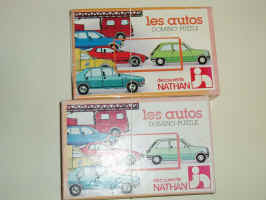 les autos
DOMINO-PUZZLE
découverte
NATHAN
les autos
DOMINO-PUZZLE
découverte
NATHAN